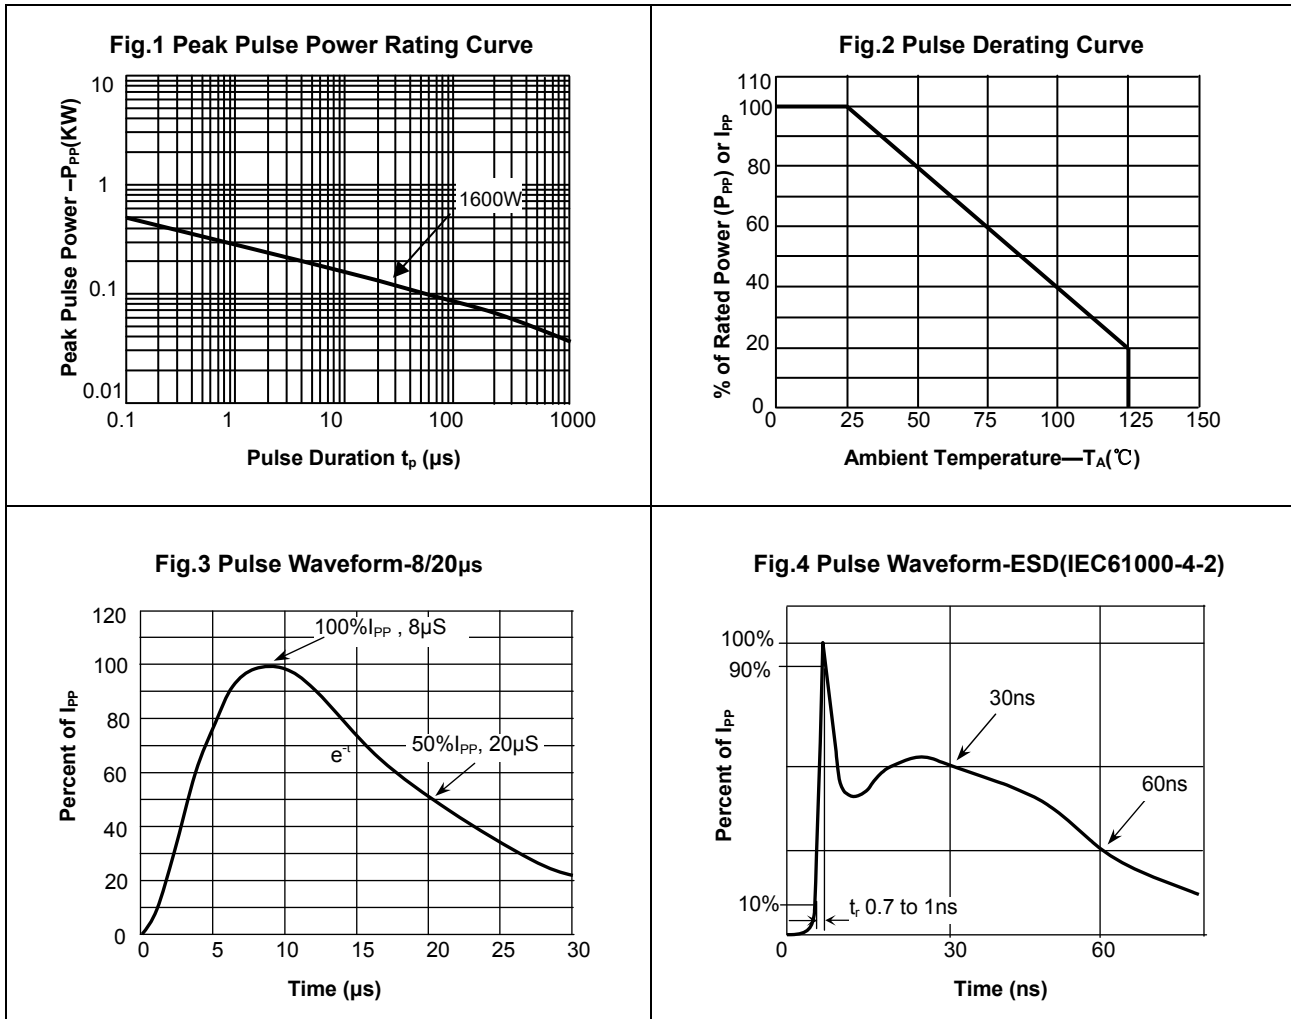 Fig.1 Peak Pulse Power Rating Curve
Peak Pulse Power –PPP(KW)
10
1
0.1
0.01
1600W
0.1 1 10 100 1000
Pulse Duration tp (µs)
Fig.2 Pulse Derating Curve
% of Rated Power (PPP) or IPP
110
100
80
60
40
20
0
0 25 50 75 100 125 150
Ambient Temperature—TA(℃)
Fig.3 Pulse Waveform-8/20µs
Percent of IPP
120
100
80
60
40
20
0
100%IPP , 8µS
e-t
50%IPP, 20µS
0 5 10 15 20 25 30
Time (µs)
Fig.4 Pulse Waveform-ESD(IEC61000-4-2)
Percent of IPP
100%
90%
10%
30ns
60ns
tr 0.7 to 1ns
0 30 60
Time (ns)